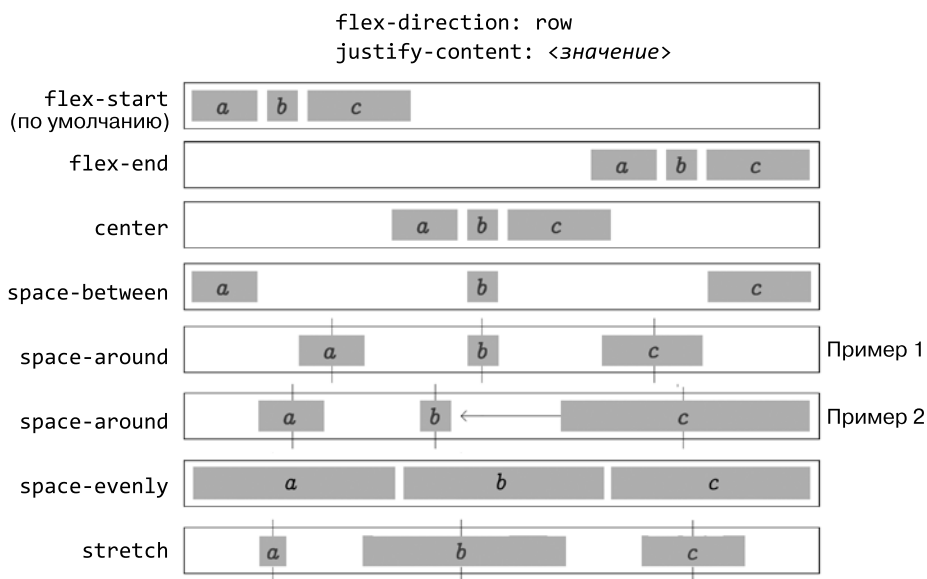 flex-direction: row
justify-content: <значение>
flex-start
(по умолчанию)
a b c
flex-end
a b c
center
a b c
space-between
a b c
space-around
a b c
Пример 1
space-around
a b c
Пример 2
space-evenly
a b c
stretch
a b c